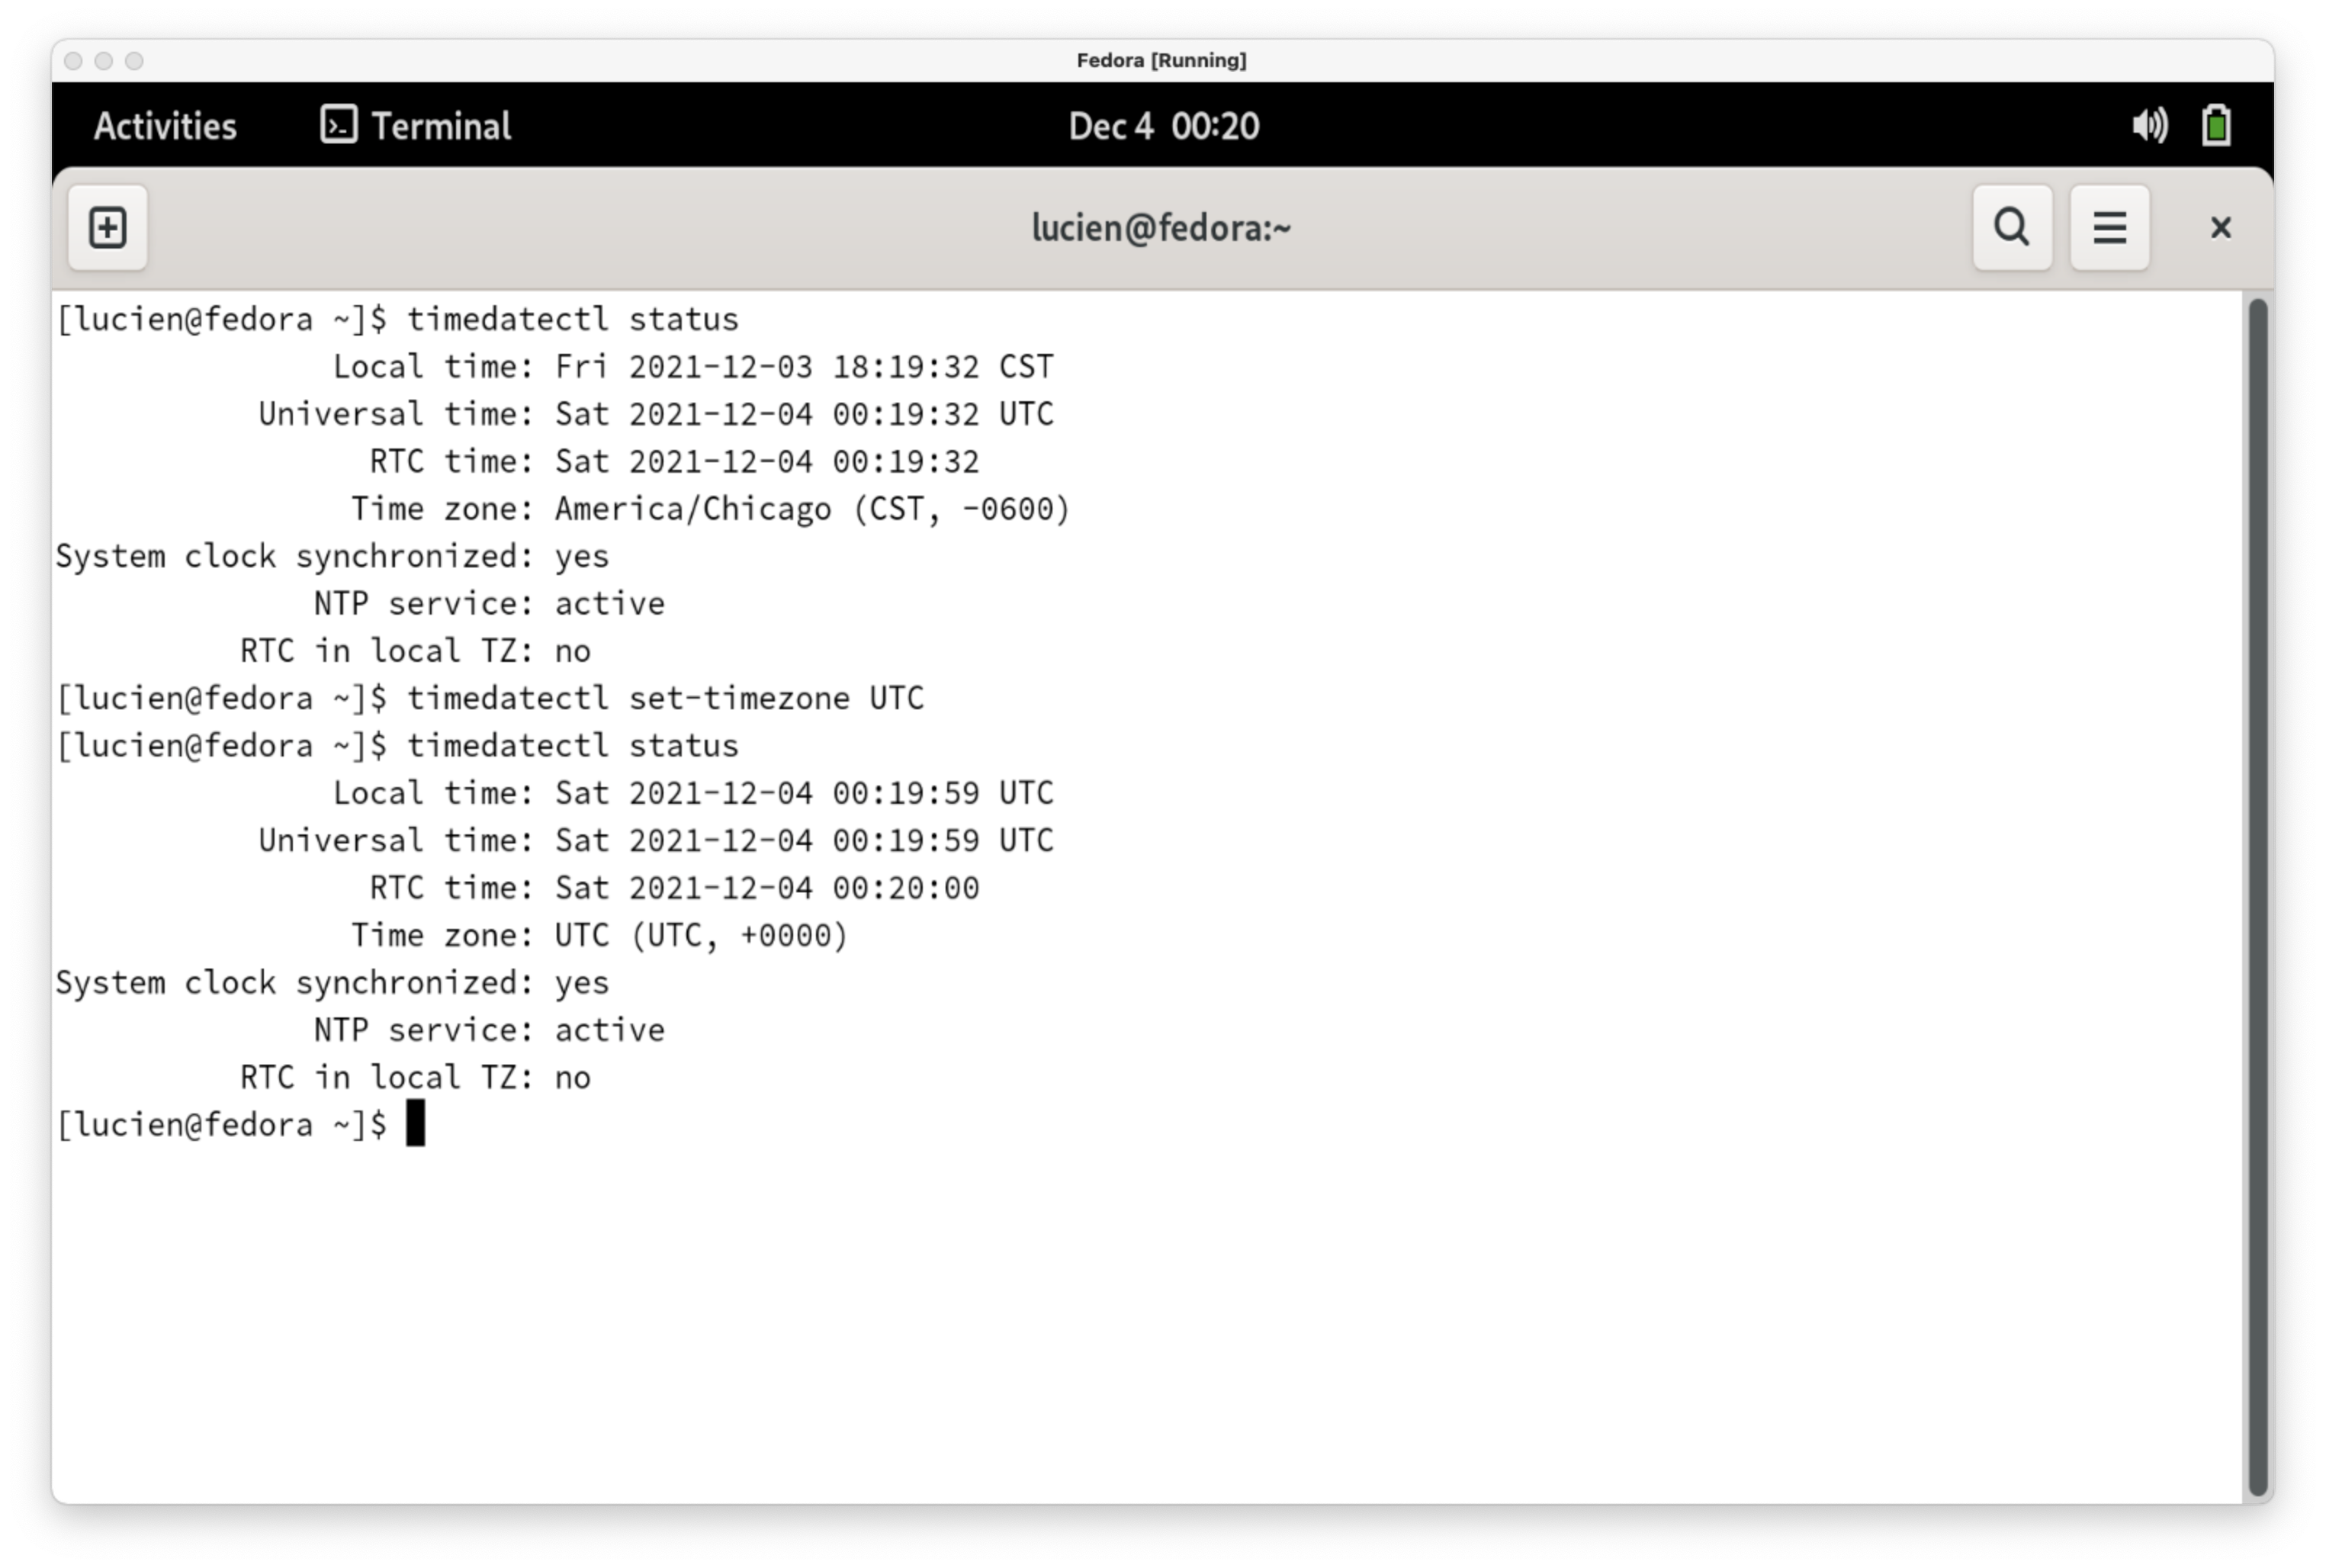 Fedora [Running]
Activities Terminal Dec 4 00:20
lucien@fedora:~
[lucien@fedora ~]$ timedatectl status
Local time: Fri 2021-12-03 18:19:32 CST
Universal time: Sat 2021-12-04 00:19:32 UTC
RTC time: Sat 2021-12-04 00:19:32
Time zone: America/Chicago (CST, -0600)
System clock synchronized: yes
NTP service: active
RTC in local TZ: no
[lucien@fedora ~]$ timedatectl set-timezone UTC
[lucien@fedora ~]$ timedatectl status
Local time: Sat 2021-12-04 00:19:59 UTC
Universal time: Sat 2021-12-04 00:19:59 UTC
RTC time: Sat 2021-12-04 00:20:00
Time zone: UTC (UTC, +0000)
System clock synchronized: yes
NTP service: active
RTC in local TZ: no
[lucien@fedora ~]$